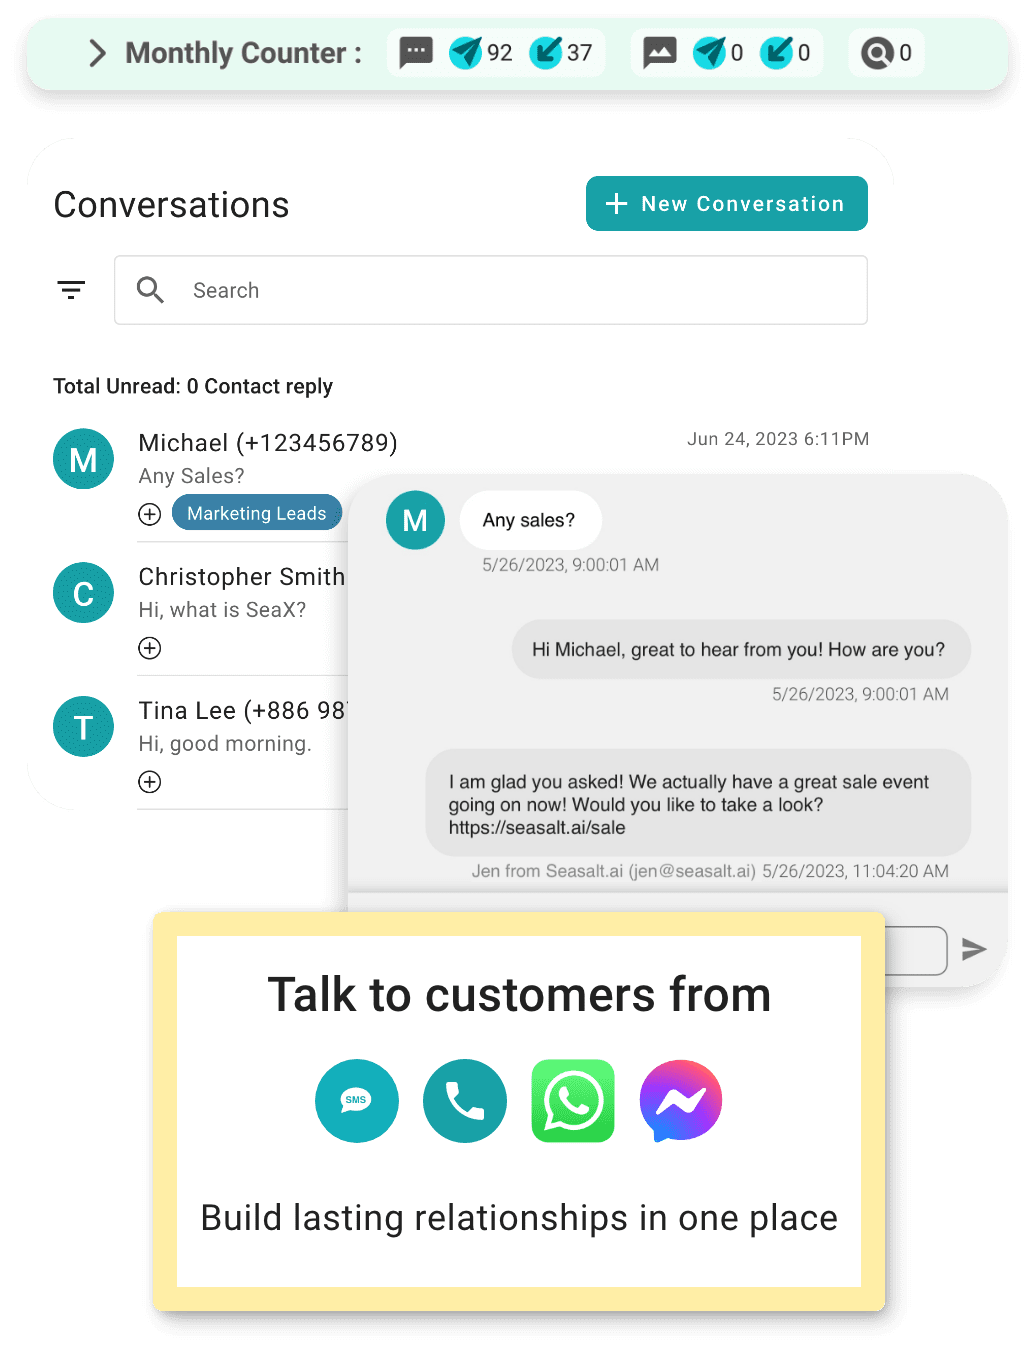 Monthly Counter : 92 37 0 0 0
Conversations
+ New Conversation
Search
Total Unread: 0 Contact reply
M
Michael (+123456789)
Jun 24, 2023 6:11PM
Any Sales?
Marketing Leads
C
Christopher Smith
Hi, what is SeaX?
T
Tina Lee (+886 987
Hi, good morning.
M
Any sales?
5/26/2023, 9:00:01 AM
Hi Michael, great to hear from you! How are you?
5/26/2023, 9:00:01 AM
I am glad you asked! We actually have a great sale event
going on now! Would you like to take a look?
https://seasalt.ai/sale
Jen from Seasalt.ai (jen@seasalt.ai) 5/26/2023, 11:04:20 AM
Talk to customers from
SMS
Build lasting relationships in one place